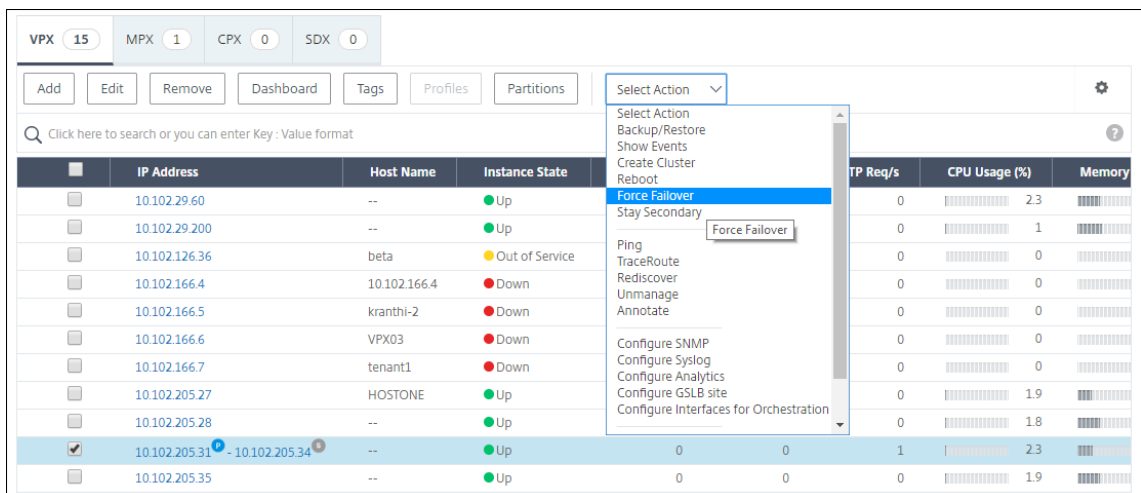 VPX 15 MPX 1 CPX 0 SDX 0
Add Edit Remove Dashboard Tags Profiles Partitions Select Action
Click here to search or you can enter Key : Value format ?
IP Address Host Name Instance State TP Req/s CPU Usage (%) Memory
10.102.29.60 -- Up 0 2.3
10.102.29.200 -- Up 0 1
10.102.126.36 beta Out of Service 0 0
10.102.166.4 10.102.166.4 Down 0 0
10.102.166.5 kranthi-2 Down 0 0
10.102.166.6 VPX03 Down 0 0
10.102.166.7 tenant1 Down 0 0
10.102.205.27 HOSTONE Up 0 1.9
10.102.205.28 -- Up 0 1.8
10.102.205.31 P - 10.102.205.34 S -- Up 0 0 1 2.3
10.102.205.35 -- Up 0 0 0 1.9
Select Action
Backup/Restore
Show Events
Create Cluster
Reboot
Force Failover
Stay Secondary
Force Failover
Ping
TraceRoute
Rediscover
Unmanage
Annotate
Configure SNMP
Configure Syslog
Configure Analytics
Configure GSLB site
Configure Interfaces for Orchestration